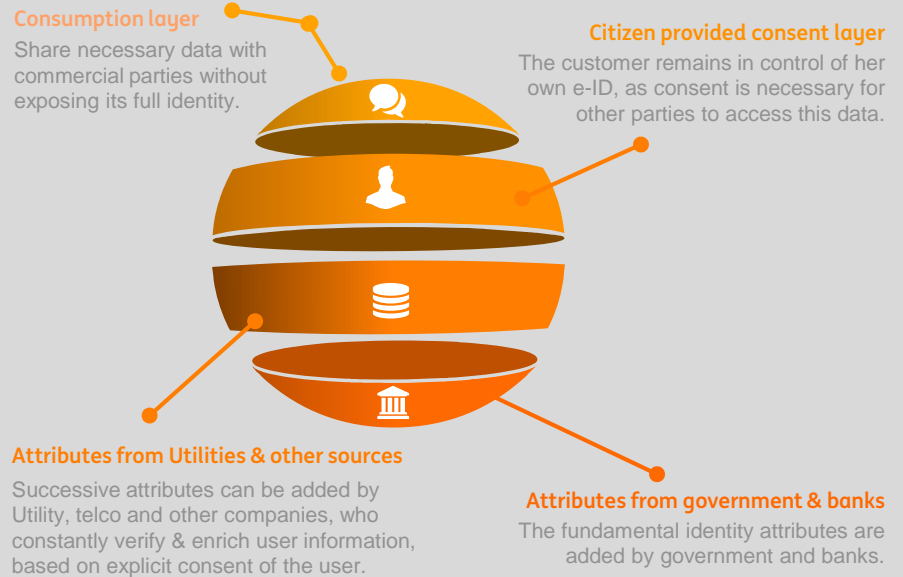 Consumption layer
Share necessary data with
commercial parties without
exposing its full identity.
Citizen provided consent layer
The customer remains in control of her
own e-ID, as consent is necessary for
other parties to access this data.
Attributes from Utilities & other sources
Successive attributes can be added by
Utility, telco and other companies, who
constantly verify & enrich user information,
based on explicit consent of the user.
Attributes from government & banks
The fundamental identity attributes are
added by government and banks.